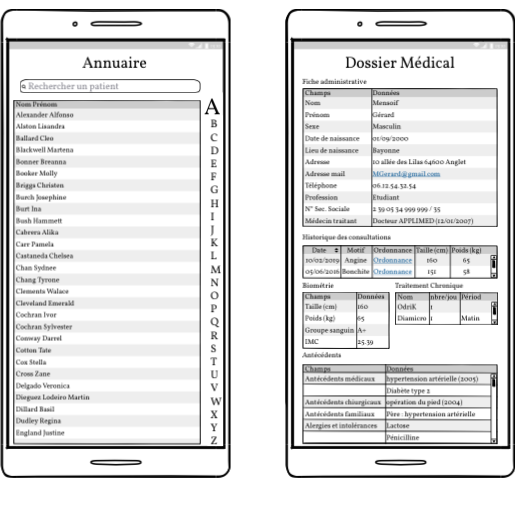 Annuaire
Rechercher un patient
Nom Prénom
Alexander Alfonso
Alston Lisandra
Ballard Cleo
Blackwell Martena
Bonner Breanna
Booker Molly
Briggs Christen
Burch Josephine
Burt Ina
Bush Hammett
Cabrera Alika
Carr Pamela
Castaneda Chelsea
Chan Sydnee
Chang Tyrone
Clements Walace
Cleveland Emerald
Cochran Ivor
Cochran Sylvester
Conway Darrel
Cotton Tate
Cox Stella
Cross Zane
Delgado Veronica
Dieguez Lodeiro Martin
Dillard Basil
Dudley Regina
England Justine
A
B
C
D
E
F
G
H
I
J
K
L
M
N
O
P
Q
R
S
T
U
V
W
X
Y
Z
Dossier Médical
Fiche administrative
Champs Données
Nom Mensoif
Prénom Gérard
Sexe Masculin
Date de naissance 01/09/2000
Lieu de naissance Bayonne
Adresse 10 allée des Lilas 64600 Anglet
Adresse mail MGerard@gmail.com
Téléphone 06.12.54.32.54
Profession Etudiant
N° Sec. Sociale 2 39 05 34 999 999 / 35
Médecin traitant Docteur APPLIMED (12/01/2007)
Historique des consultations
Date Motif Ordonnance Taille (cm) Poids (kg)
10/02/2019 Angine Ordonnance 160 65
05/06/2016 Bonchite Ordonnance 151 58
Biométrie
Champs Données
Taille (cm) 160
Poids (kg) 65
Groupe sanguin A+
IMC 25.39
Traitement Chronique
Nom nbre/jou Périod
OdriK 1
Diamicro 1 Matin
Antécédents
Champs Données
Antécédents médicaux hypertension artérielle (2005)
Diabète type 2
Antécédents chirurgicaux opération du pied (2004)
Antécédents familiaux Père : hypertension artérielle
Alergies et intolérances Lactose
Pénicilline